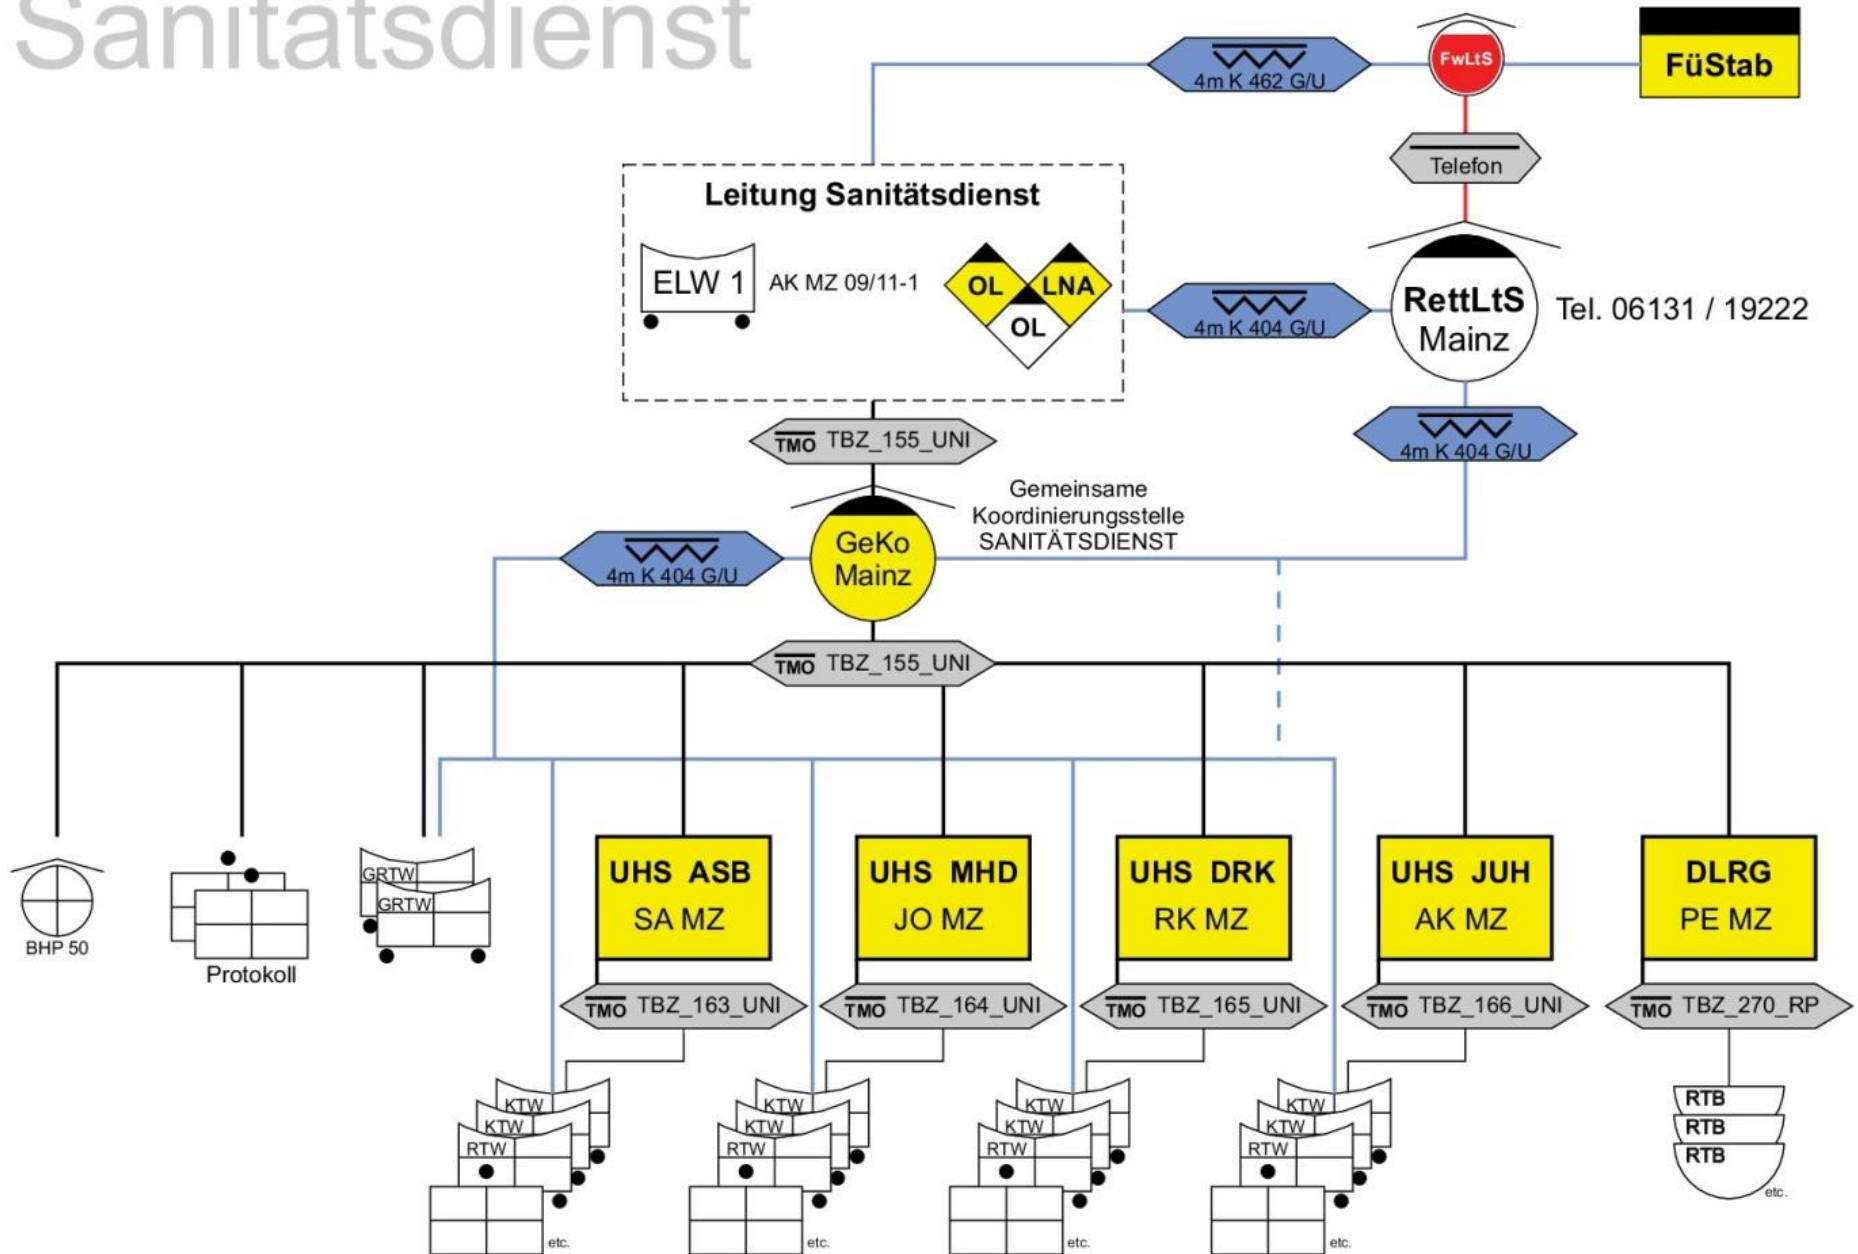 Sanitätsdienst
4m K 462 G/U
FwLtS
FüStab
Telefon
Leitung Sanitätsdienst
ELW 1
AK MZ 09/11-1
OL
LNA
OL
4m K 404 G/U
RettLtS
Mainz
Tel. 06131 / 19222
4m K 404 G/U
TMO TBZ_155_UNI
Gemeinsame
Koordinierungsstelle
SANITÄTSDIENST
4m K 404 G/U
GeKo
Mainz
TMO TBZ_155_UNI
BHP 50
Protokoll
GRTW
GRTW
UHS ASB
SA MZ
UHS MHD
JO MZ
UHS DRK
RK MZ
UHS JUH
AK MZ
DLRG
PE MZ
TMO TBZ_163_UNI
TMO TBZ_164_UNI
TMO TBZ_165_UNI
TMO TBZ_166_UNI
TMO TBZ_270_RP
KTW
KTW
RTW
etc.
KTW
KTW
RTW
etc.
KTW
KTW
RTW
etc.
KTW
KTW
RTW
etc.
RTB
RTB
RTB
etc.